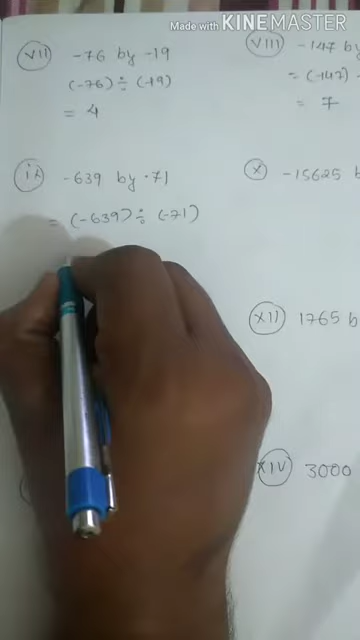 Made with KINEMASTER
(vii) -76 by -19
(-76) ÷ (-19)
= 4
(viii) -147 by
= (-147)
= 7
(ix) -639 by -71
= (-639) ÷ (-71)
(x) -15625 b
(xii) 1765 b
(xiv) 3000